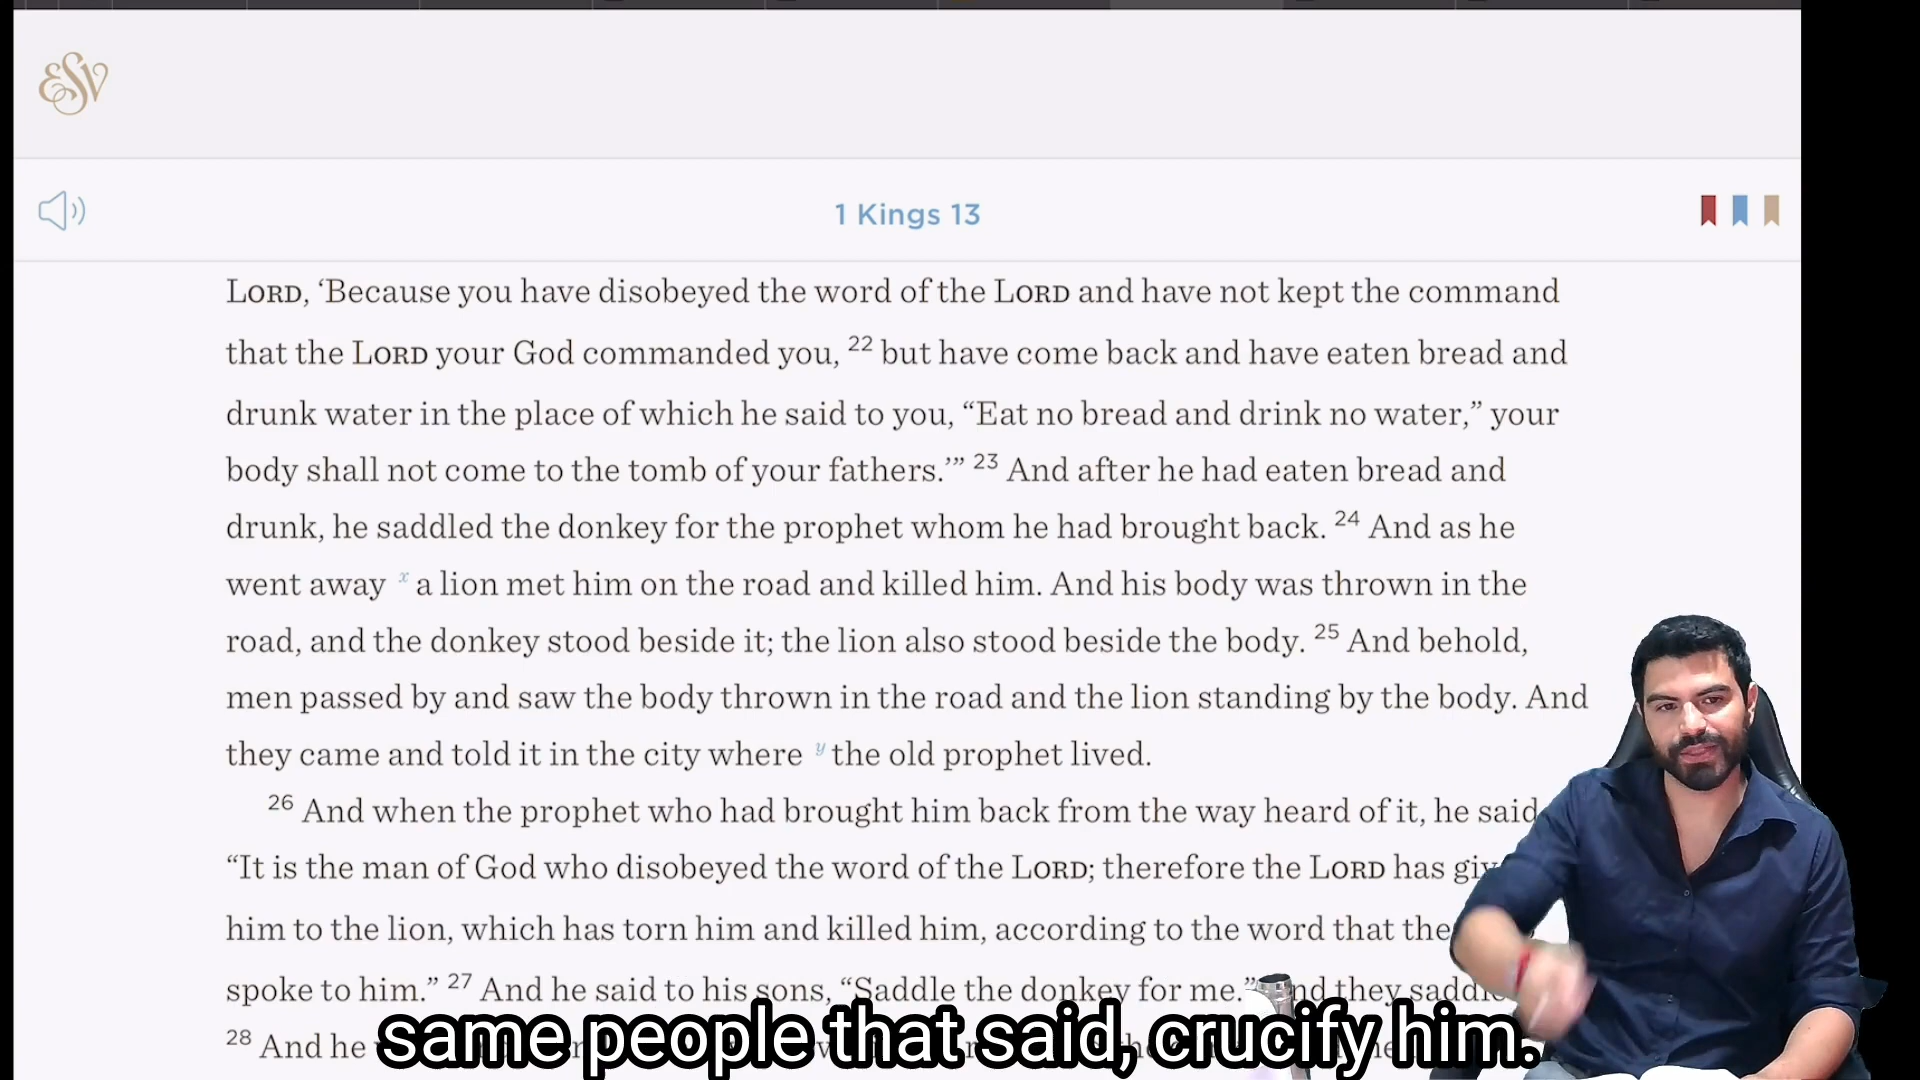 ESV
1 Kings 13
LORD, ‘Because you have disobeyed the word of the LORD and have not kept the command
that the LORD your God commanded you, 22 but have come back and have eaten bread and
drunk water in the place of which he said to you, “Eat no bread and drink no water,” your
body shall not come to the tomb of your fathers.’” 23 And after he had eaten bread and
drunk, he saddled the donkey for the prophet whom he had brought back. 24 And as he
went away x a lion met him on the road and killed him. And his body was thrown in the
road, and the donkey stood beside it; the lion also stood beside the body. 25 And behold,
men passed by and saw the body thrown in the road and the lion standing by the body. And
they came and told it in the city where y the old prophet lived.
26 And when the prophet who had brought him back from the way heard of it, he said
“It is the man of God who disobeyed the word of the LORD; therefore the LORD has
him to the lion, which has torn him and killed him, according to the word that the
spoke to him.” 27 And he said to his sons, “Saddle the donkey for me.” they
28 And he
same people that said, crucify him.